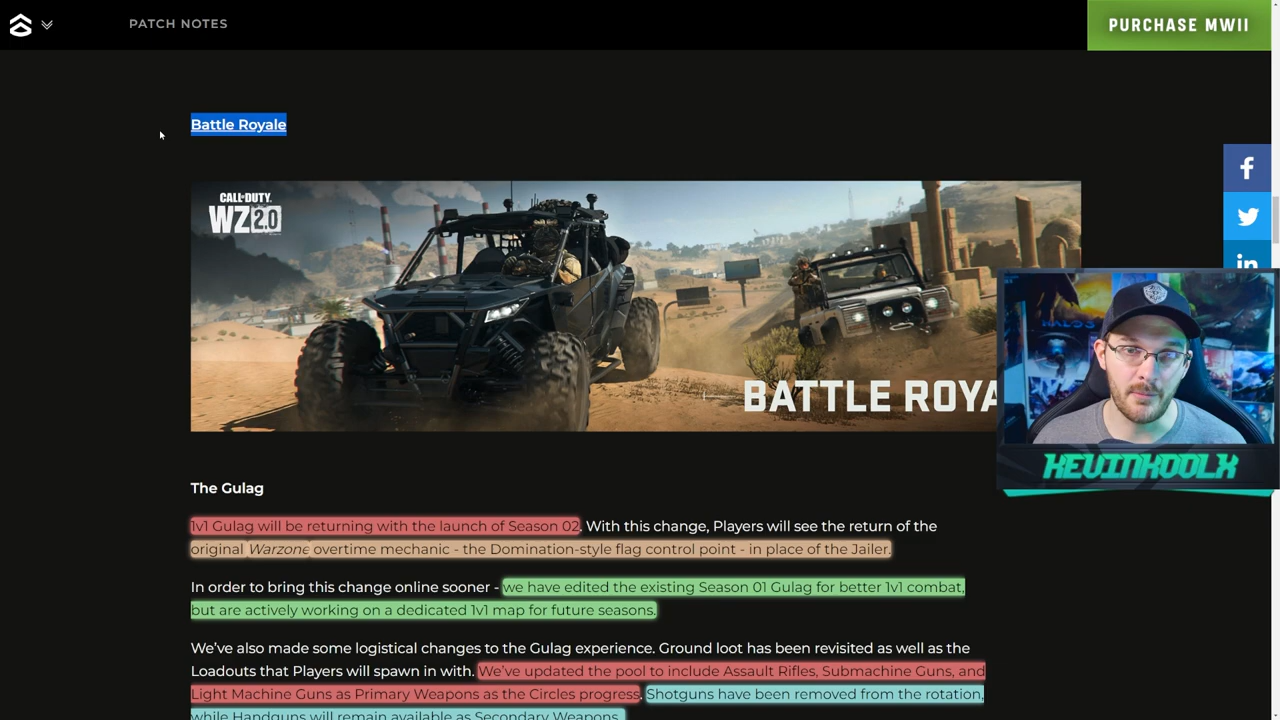 PATCH NOTES
PURCHASE MWII
Battle Royale
CALL OF DUTY
WZ 2.0
BATTLE ROYA
HALO 3
KEVINKOOLX
The Gulag
1v1 Gulag will be returning with the launch of Season 02. With this change, Players will see the return of the
original Warzone overtime mechanic - the Domination-style flag control point - in place of the Jailer.
In order to bring this change online sooner - we have edited the existing Season 01 Gulag for better 1v1 combat,
but are actively working on a dedicated 1v1 map for future seasons.
We've also made some logistical changes to the Gulag experience. Ground loot has been revisited as well as the
Loadouts that Players will spawn in with. We've updated the pool to include Assault Rifles, Submachine Guns, and
Light Machine Guns as Primary Weapons as the Circles progress. Shotguns have been removed from the rotation,
while Handguns will remain available as Secondary Weapons.